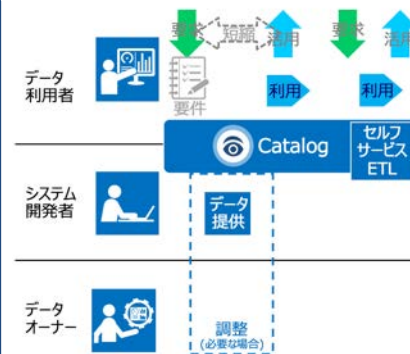 要求
短縮
活用
要求
活用
データ
利用者
要件
利用
利用
Catalog
セルフ
サービス
ETL
システム
開発者
データ
提供
データ
オーナー
調整
(必要な場合)